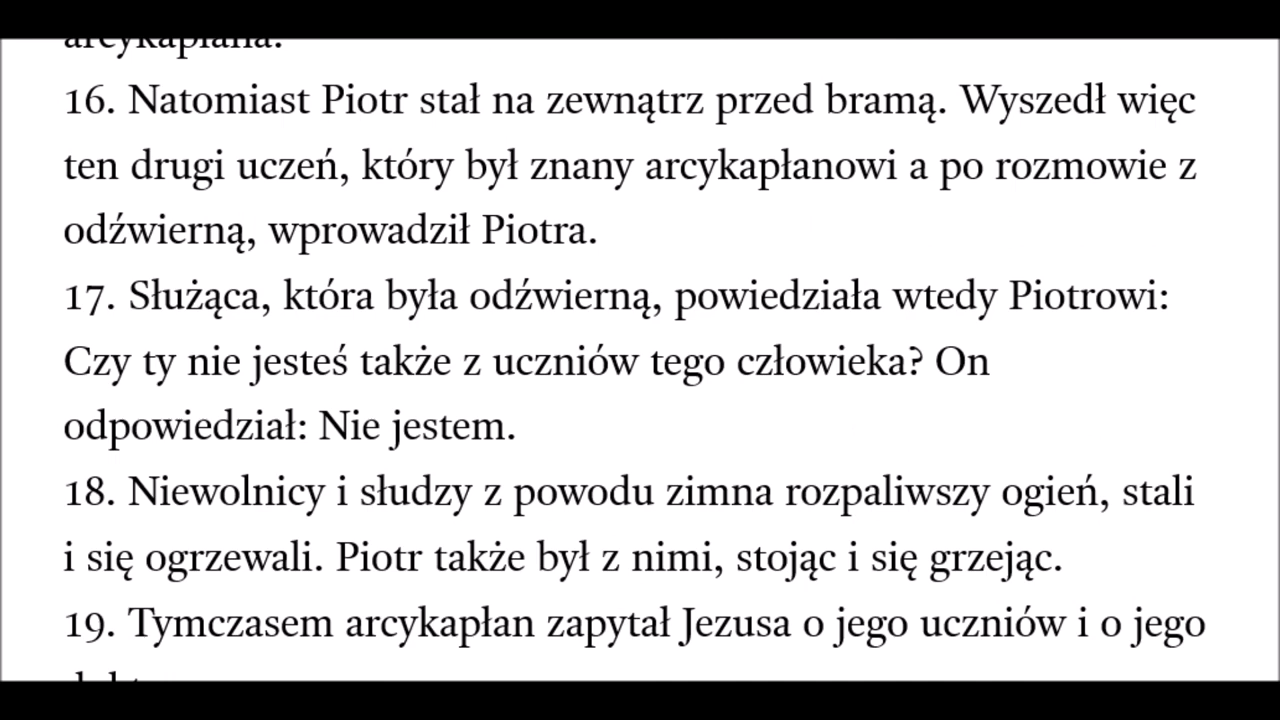 arcykapłana.
16. Natomiast Piotr stał na zewnątrz przed bramą. Wyszedł więc
ten drugi uczeń, który był znany arcykapłanowi a po rozmowie z
odźwierną, wprowadził Piotra.
17. Służąca, która była odźwierną, powiedziała wtedy Piotrowi:
Czy ty nie jesteś także z uczniów tego człowieka? On
odpowiedział: Nie jestem.
18. Niewolnicy i słudzy z powodu zimna rozpaliwszy ogień, stali
i się ogrzewali. Piotr także był z nimi, stojąc i się grzejąc.
19. Tymczasem arcykapłan zapytał Jezusa o jego uczniów i o jego